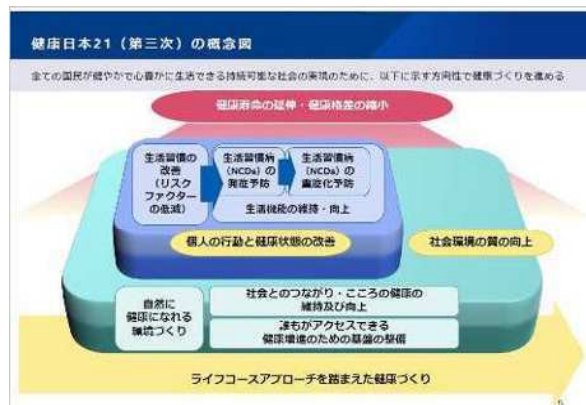 健康日本21（第三次）の概念図
全ての国民が健やかで心豊かに生活できる持続可能な社会の実現のために、以下に示す方向性で健康づくりを進める
健康寿命の延伸・健康格差の縮小
生活習慣の
改善
（リスク
ファクター
の低減）
生活習慣病
（NCDs）の
発症予防
生活習慣病
（NCDs）の
重症化予防
生活機能の維持・向上
個人の行動と健康状態の改善
社会環境の質の向上
自然に
健康になれる
環境づくり
社会とのつながり・こころの健康の
維持及び向上
誰もがアクセスできる
健康増進のための基盤の整備
ライフコースアプローチを踏まえた健康づくり
5